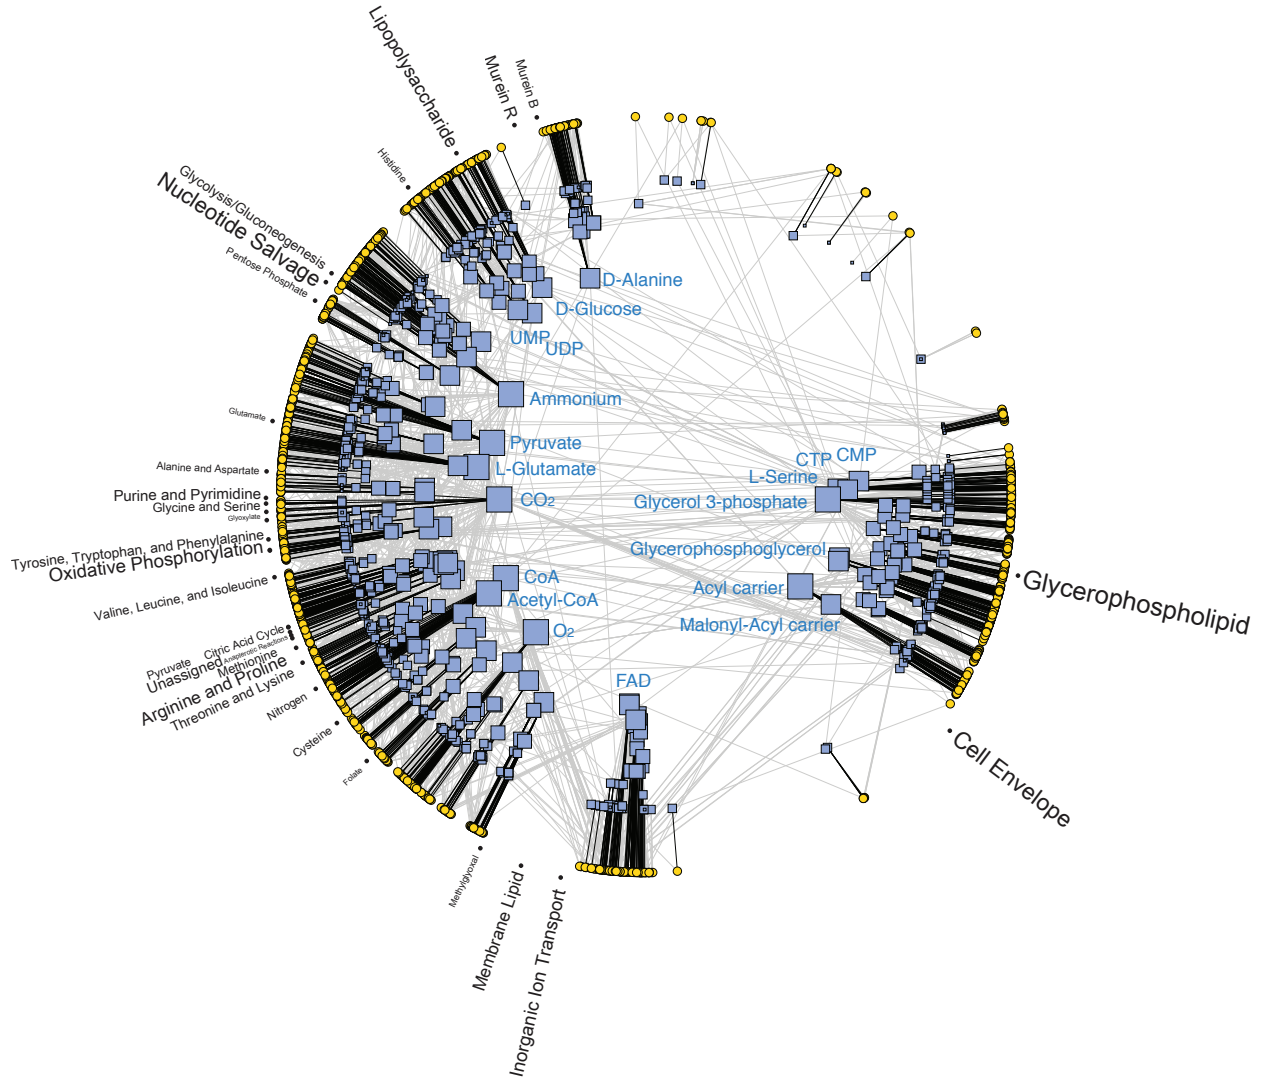 Lipopolysaccharide
Murein R
Murein B
Histidine
Glycolysis/Gluconeogenesis
Nucleotide Salvage
Pentose Phosphate
Glutamate
Alanine and Aspartate
Purine and Pyrimidine
Glycine and Serine
Glyoxylate
Tyrosine, Tryptophan, and Phenylalanine
Oxidative Phosphorylation
Valine, Leucine, and Isoleucine
Citric Acid Cycle
Pyruvate
Anaplerotic Reactions
Unassigned
Methionine
Arginine and Proline
Threonine and Lysine
Nitrogen
Cysteine
Folate
Methylglyoxal
Membrane Lipid
Inorganic Ion Transport
Cell Envelope
Glycerophospholipid
D-Alanine
D-Glucose
UMP
UDP
Ammonium
Pyruvate
L-Glutamate
CO2
CoA
Acetyl-CoA
O2
FAD
CTP
CMP
L-Serine
Glycerol 3-phosphate
Glycerophosphoglycerol
Acyl carrier
Malonyl-Acyl carrier